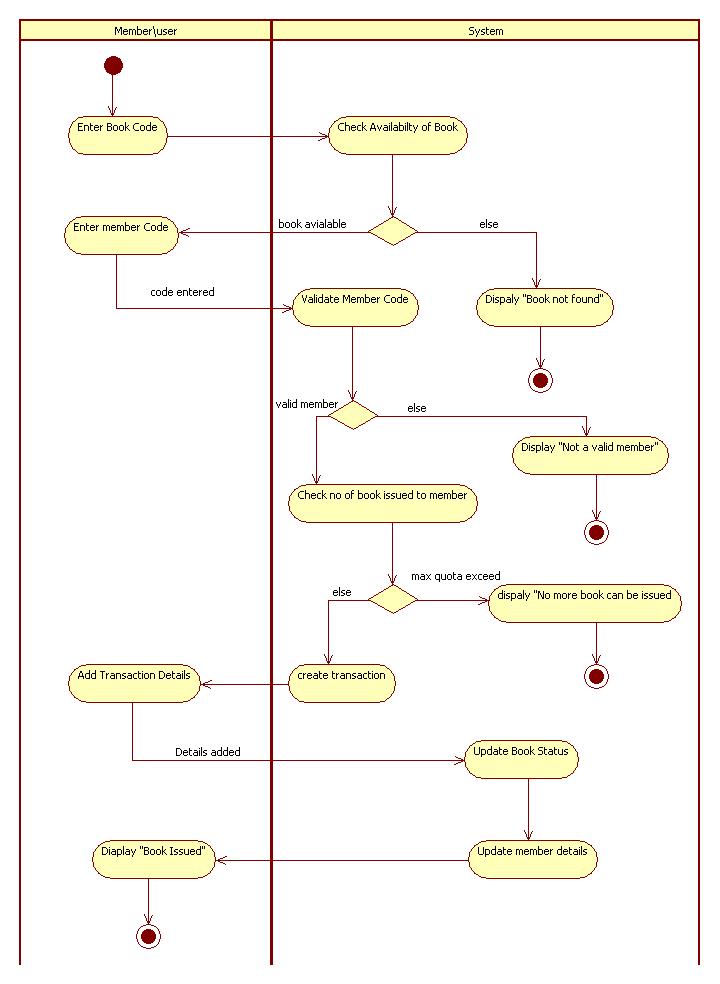 Member\user
System
Enter Book Code
Check Availabilty of Book
Enter member Code
book avialable
else
code entered
Validate Member Code
Dispaly "Book not found"
valid member
else
Display "Not a valid member"
Check no of book issued to member
max quota exceed
else
dispaly "No more book can be issued
Add Transaction Details
create transaction
Details added
Update Book Status
Diaplay "Book Issued"
Update member details